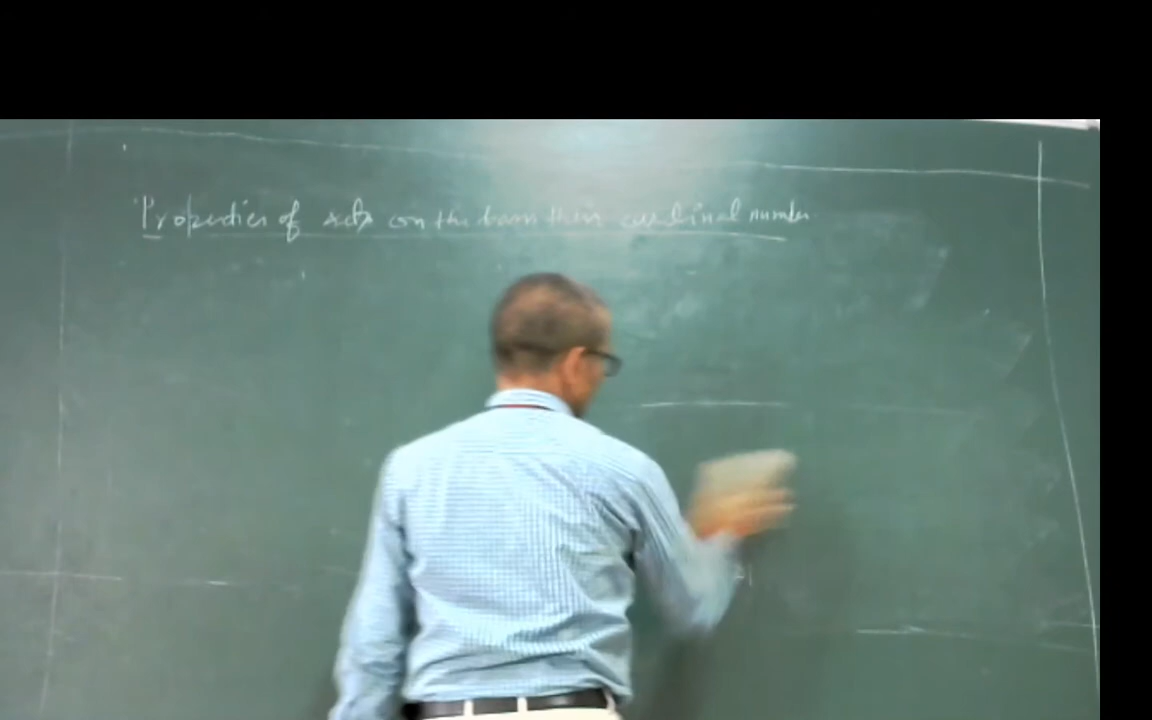 Properties of sets on the basis their cardinal number